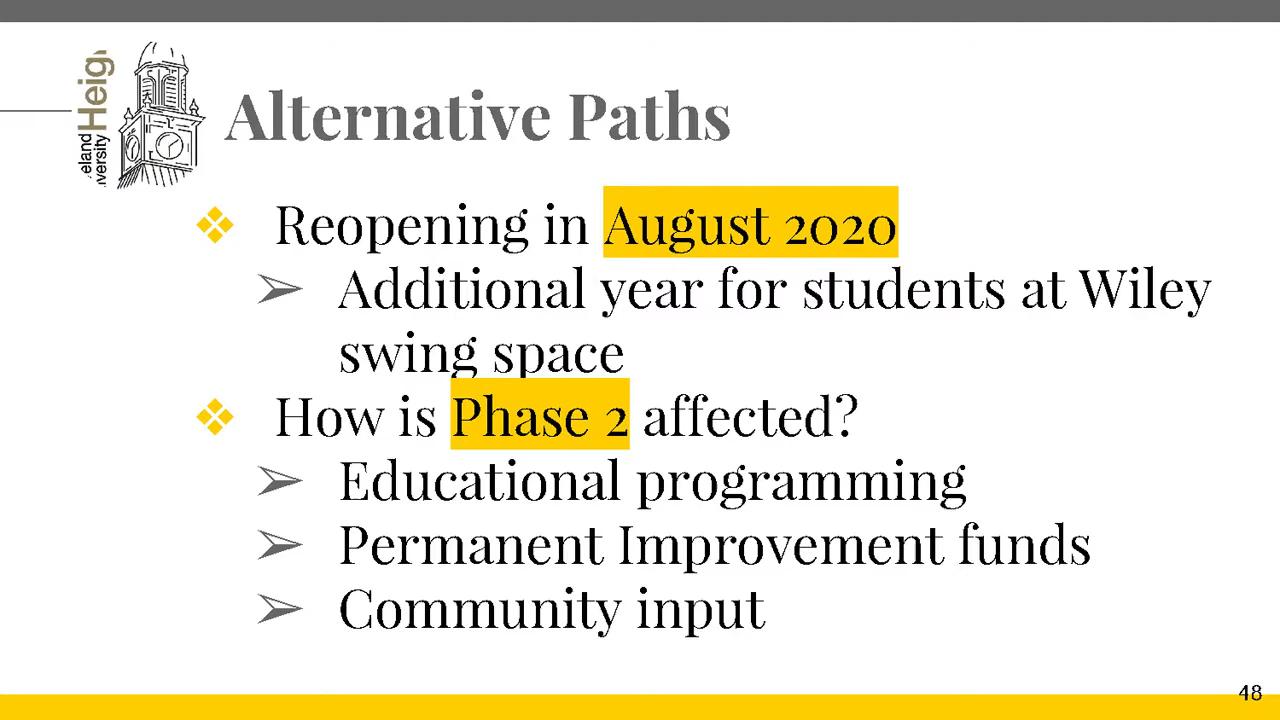 Alternative Paths
❖ Reopening in August 2020
➢ Additional year for students at Wiley
swing space
❖ How is Phase 2 affected?
➢ Educational programming
➢ Permanent Improvement funds
➢ Community input
48